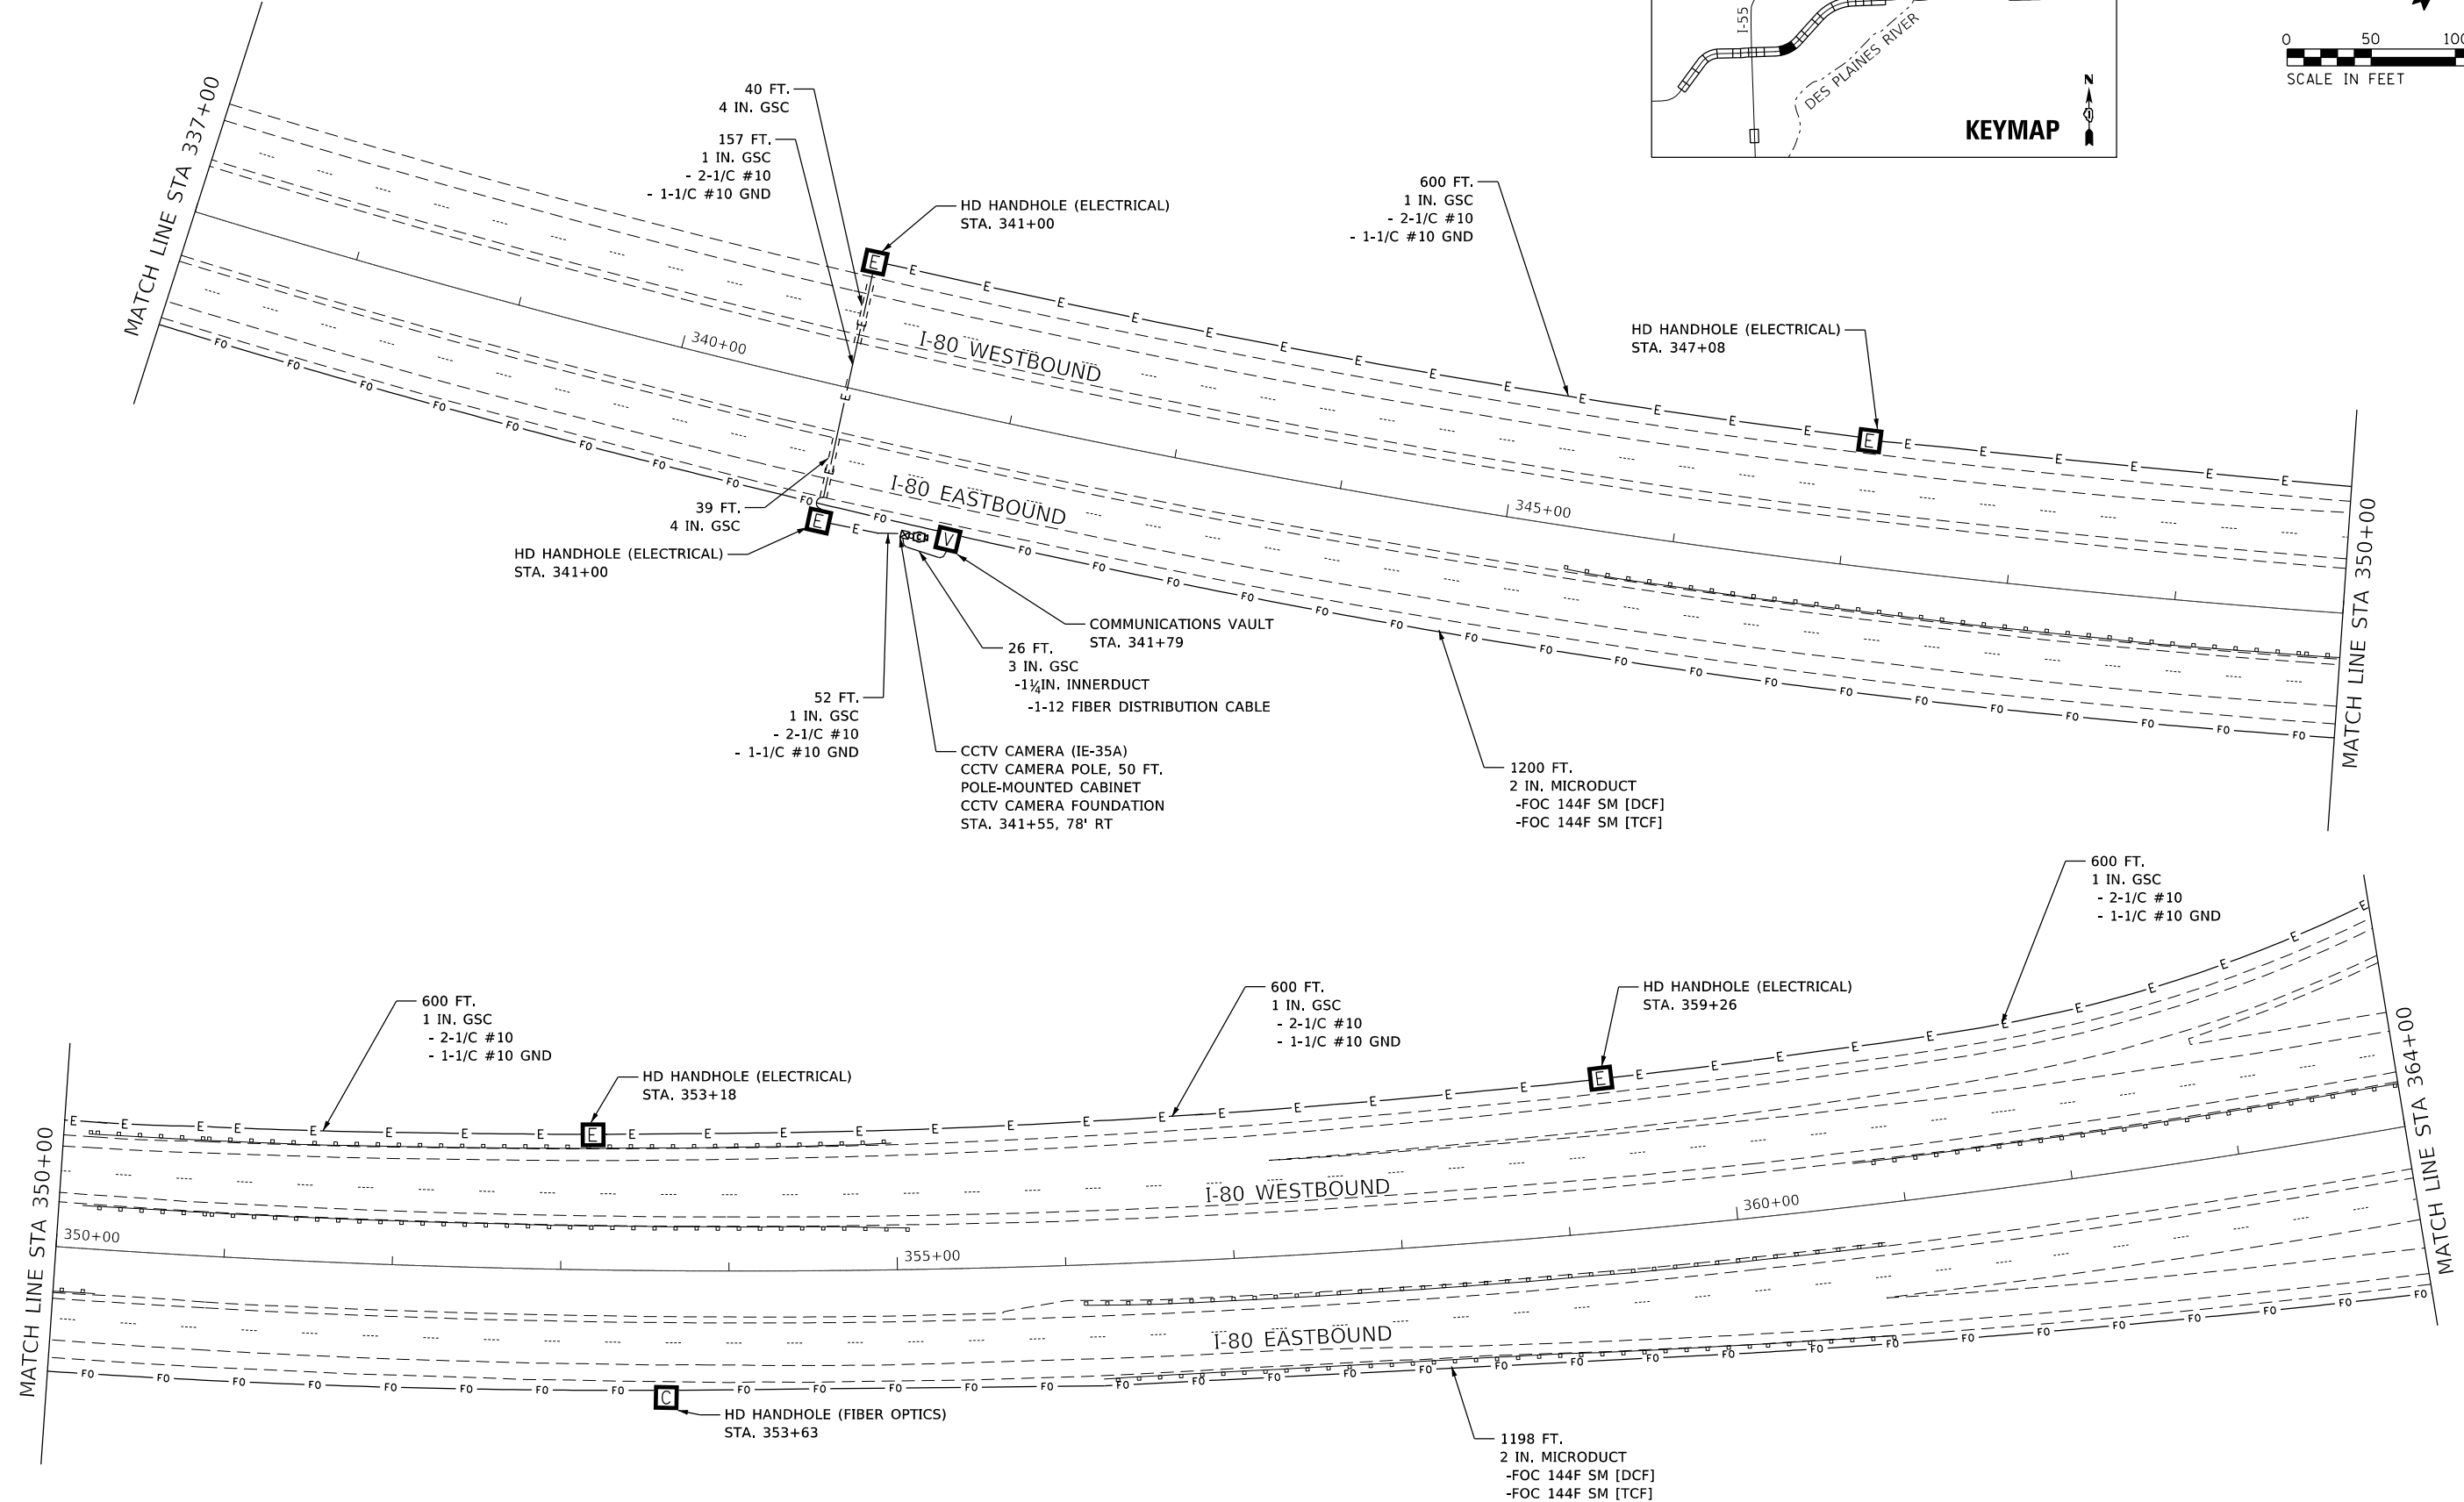 I-55
DES PLAINES RIVER
N
KEYMAP
0 50 100
SCALE IN FEET
MATCH LINE STA 337+00
40 FT.
4 IN. GSC
157 FT.
1 IN. GSC
- 2-1/C #10
- 1-1/C #10 GND
HD HANDHOLE (ELECTRICAL)
STA. 341+00
600 FT.
1 IN. GSC
- 2-1/C #10
- 1-1/C #10 GND
HD HANDHOLE (ELECTRICAL)
STA. 347+08
340+00
I-80 WESTBOUND
345+00
I-80 EASTBOUND
E
E
E
V
39 FT.
4 IN. GSC
HD HANDHOLE (ELECTRICAL)
STA. 341+00
COMMUNICATIONS VAULT
STA. 341+79
26 FT.
3 IN. GSC
-1¼IN. INNERDUCT
-1-12 FIBER DISTRIBUTION CABLE
52 FT.
1 IN. GSC
- 2-1/C #10
- 1-1/C #10 GND
CCTV CAMERA (IE-35A)
CCTV CAMERA POLE, 50 FT.
POLE-MOUNTED CABINET
CCTV CAMERA FOUNDATION
STA. 341+55, 78' RT
1200 FT.
2 IN. MICRODUCT
-FOC 144F SM [DCF]
-FOC 144F SM [TCF]
MATCH LINE STA 350+00
MATCH LINE STA 350+00
600 FT.
1 IN. GSC
- 2-1/C #10
- 1-1/C #10 GND
HD HANDHOLE (ELECTRICAL)
STA. 353+18
600 FT.
1 IN. GSC
- 2-1/C #10
- 1-1/C #10 GND
HD HANDHOLE (ELECTRICAL)
STA. 359+26
600 FT.
1 IN. GSC
- 2-1/C #10
- 1-1/C #10 GND
E
E
I-80 WESTBOUND
350+00
355+00
360+00
I-80 EASTBOUND
C
HD HANDHOLE (FIBER OPTICS)
STA. 353+63
1198 FT.
2 IN. MICRODUCT
-FOC 144F SM [DCF]
-FOC 144F SM [TCF]
MATCH LINE STA 364+00